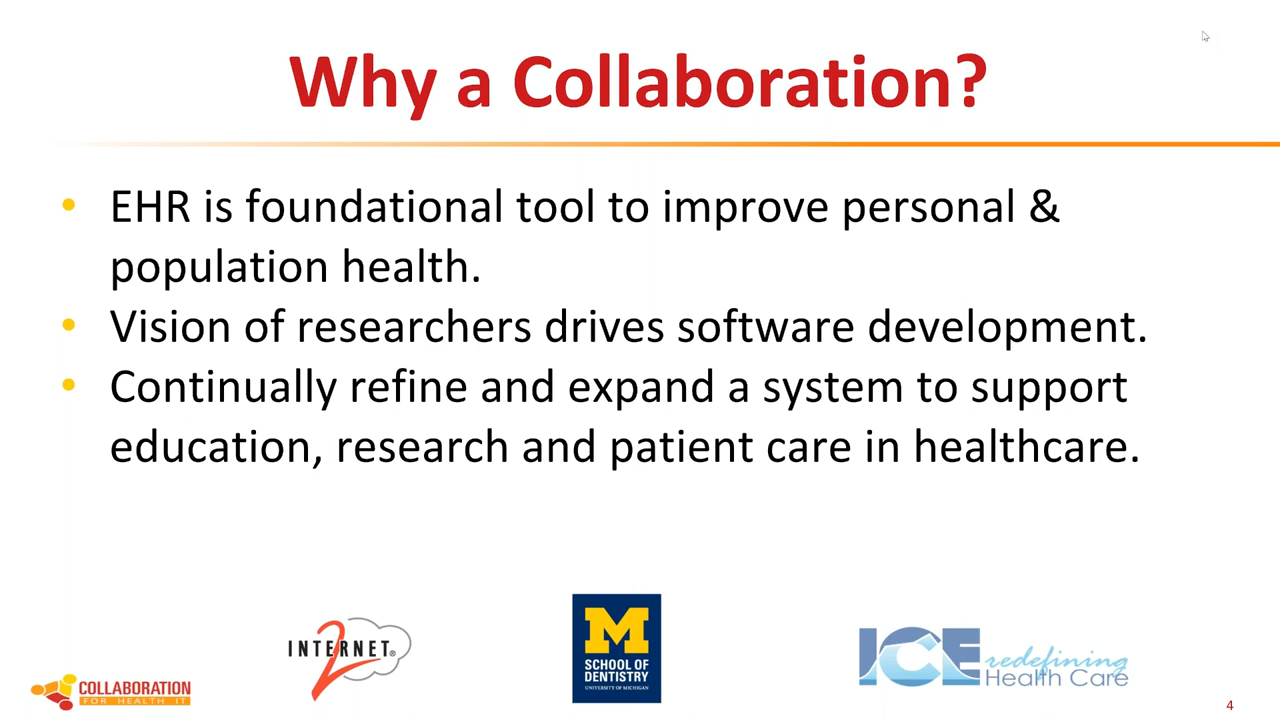 Why a Collaboration?
• EHR is foundational tool to improve personal &
population health.
• Vision of researchers drives software development.
• Continually refine and expand a system to support
education, research and patient care in healthcare.
INTERNET®
2
M
SCHOOL OF
DENTISTRY
UNIVERSITY OF MICHIGAN
ICE redefining
Health Care
COLLABORATION
FOR HEALTH IT
4